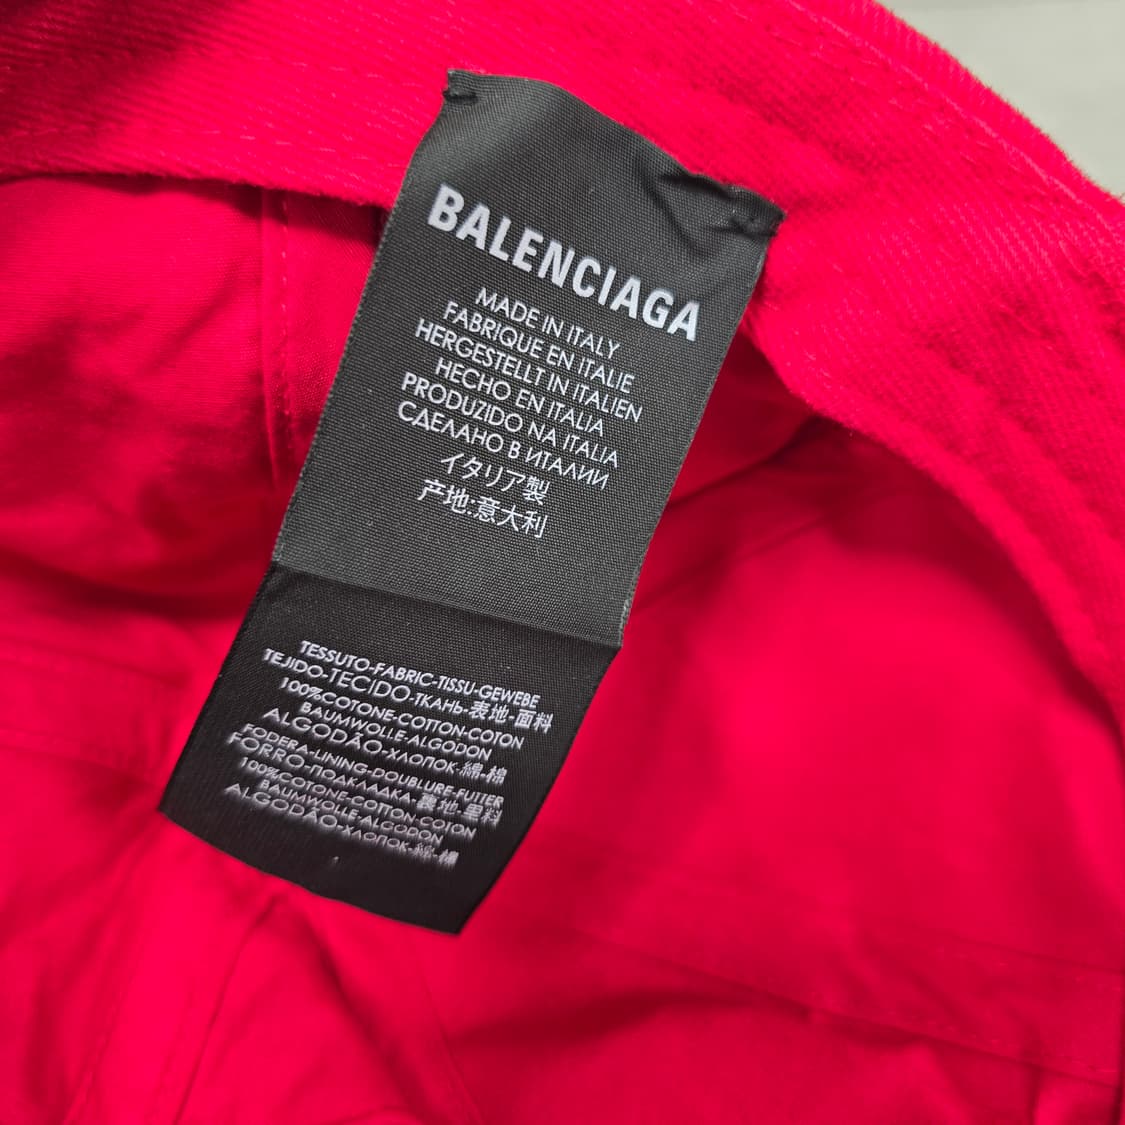 BALENCIAGA
MADE IN ITALY
FABRIQUE EN ITALIE
HERGESTELLT IN ITALIEN
HECHO EN ITALIA
PRODUZIDO NA ITALIA
СДЕЛАНО В ИТАЛИИ
イタリア製
产地:意大利
TESSUTO-FABRIC-TISSU-GEWEBE
TEJIDO-TECIDO-ТКАНЬ-表地-面料
100%COTONE-COTTON-COTON
BAUMWOLLE-ALGODON
ALGODÃO-ХЛОПОК-綿-棉
FODERA-LINING-DOUBLURE-FUTTER
FORRO-ПОДКЛАДКА-裏地-里料
100%COTONE-COTTON-COTON
BAUMWOLLE-ALGODON
ALGODÃO-ХЛОПОК-綿-棉